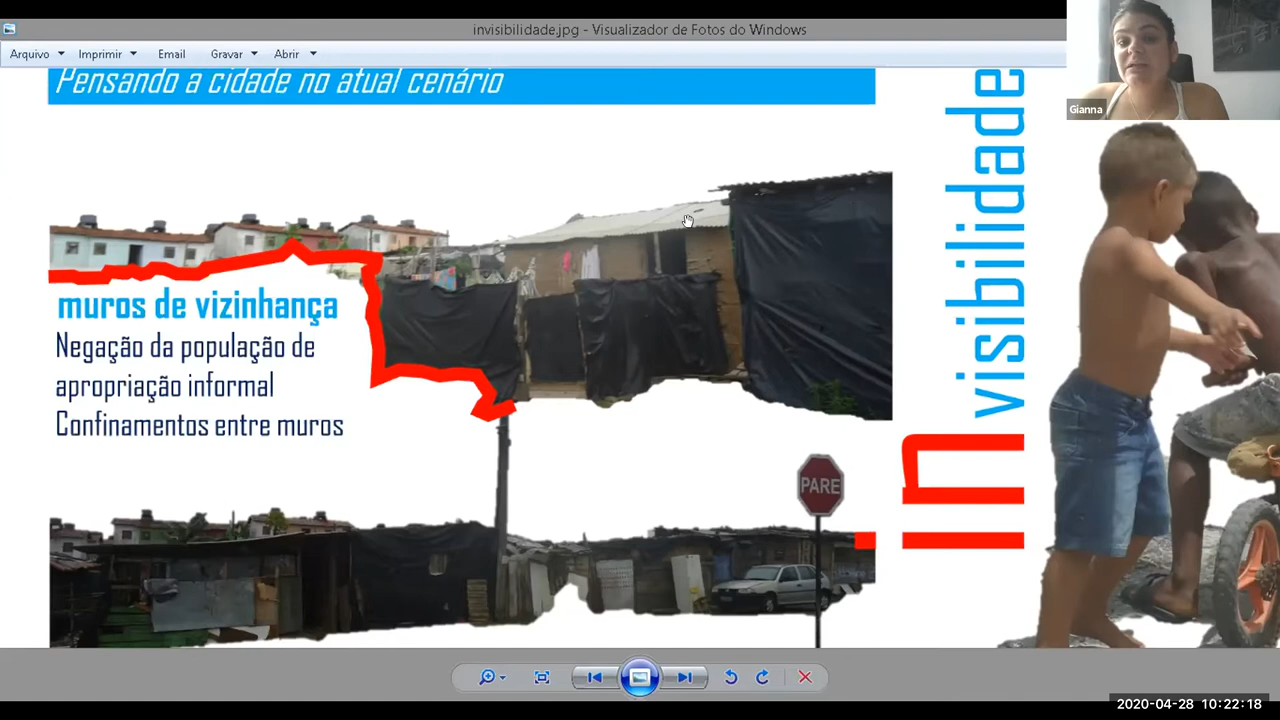 invisibilidade.jpg - Visualizador de Fotos do Windows
Arquivo Imprimir Email Gravar Abrir
Gianna
Pensando a cidade no atual cenário
muros de vizinhança
Negação da população de
apropriação informal
Confinamentos entre muros
invisibilidade
PARE
2020-04-28 10:22:18